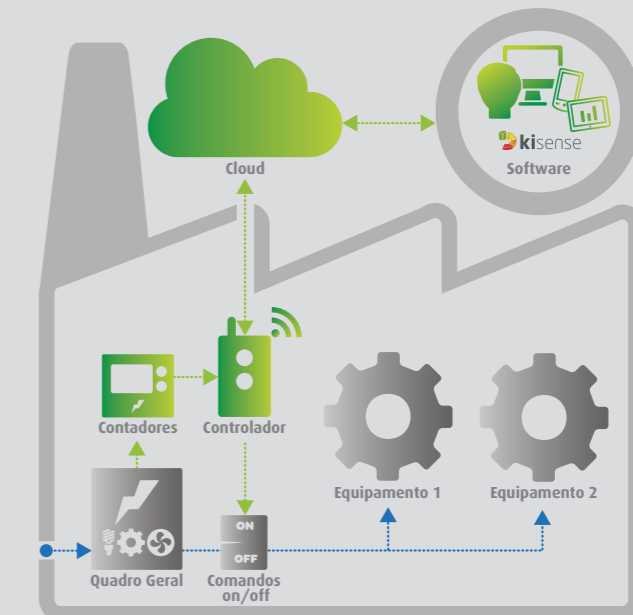 kisense
Cloud
Software
Contadores
Controlador
Equipamento 1
Equipamento 2
ON
OFF
Quadro Geral
Comandos
on/off